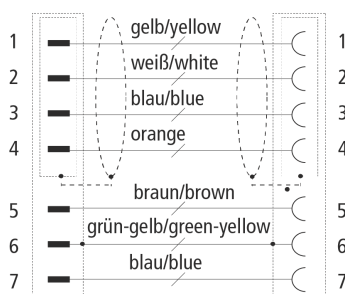 1 gelb/yellow 1
2 weiß/white 2
3 blau/blue 3
4 orange 4
5 braun/brown 5
6 grün-gelb/green-yellow 6
7 blau/blue 7